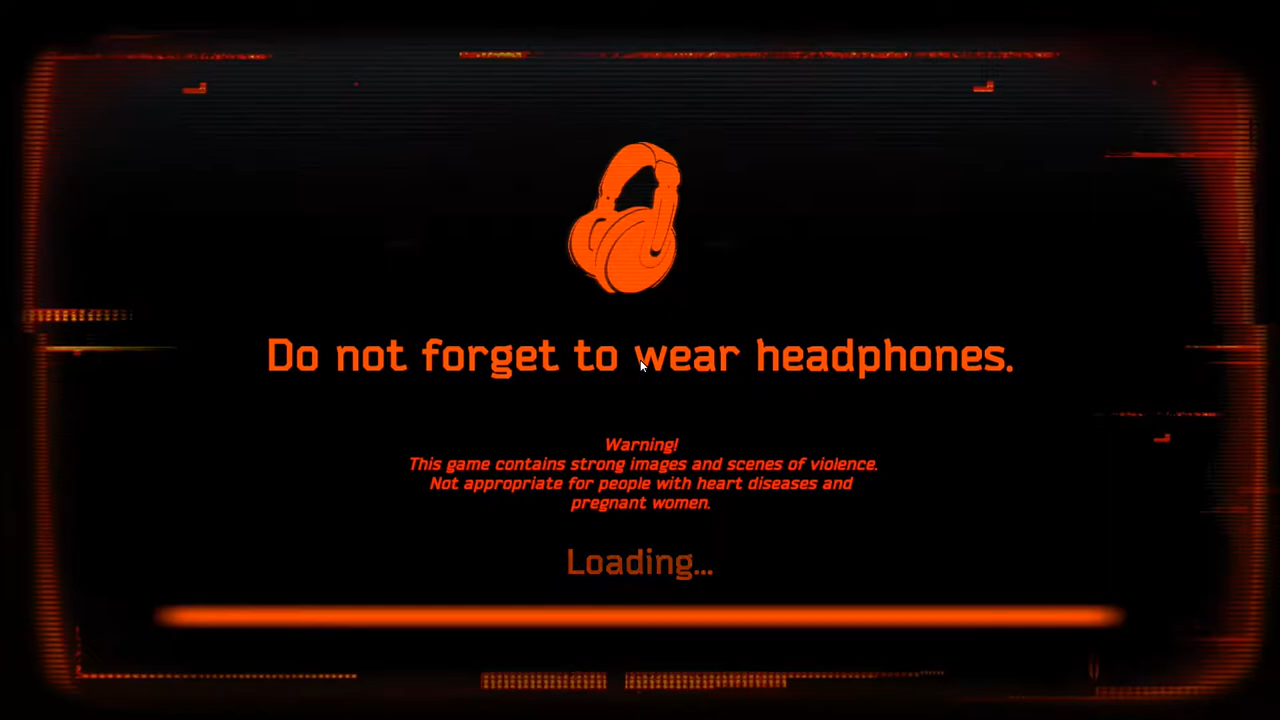 Do not forget to wear headphones.
Warning!
This game contains strong images and scenes of violence.
Not appropriate for people with heart diseases and
pregnant women.
Loading...